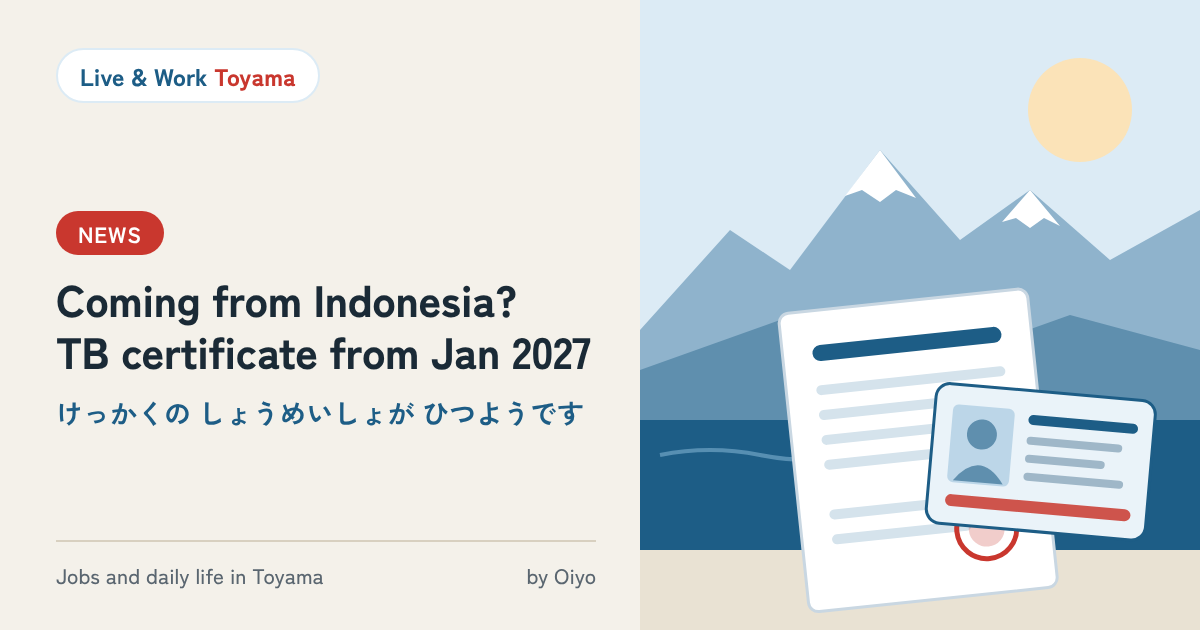 Live & Work Toyama
NEWS
Coming from Indonesia?
TB certificate from Jan 2027
けっかくの しょうめいしょが ひつようです
Jobs and daily life in Toyama
by Oiyo